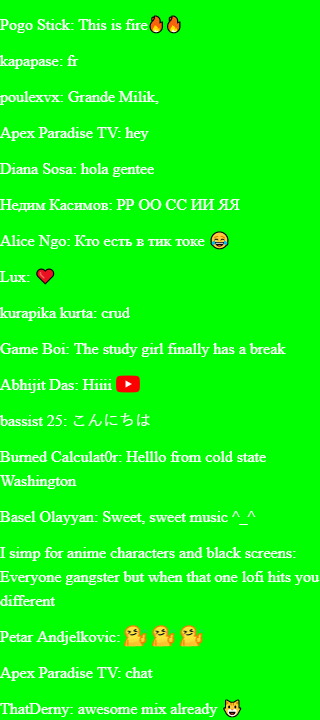 Pogo Stick: This is fire🔥🔥
kapapase: fr
poulexvx: Grande Milik,
Apex Paradise TV: hey
Diana Sosa: hola gentee
Недим Касимов: РР ОО СС ИИ ЯЯ
Alice Ngo: Кто есть в тик токе 😂
Lux: ❤
kurapika kurta: crud
Game Boi: The study girl finally has a break
Abhijit Das: Hiiii
bassist 25: こんにちは
Burned Calculat0r: Helllo from cold state
Washington
Basel Olayyan: Sweet, sweet music ^_^
I simp for anime characters and black screens:
Everyone gangster but when that one lofi hits you
different
Petar Andjelkovic:
Apex Paradise TV: chat
ThatDerny: awesome mix already 😺